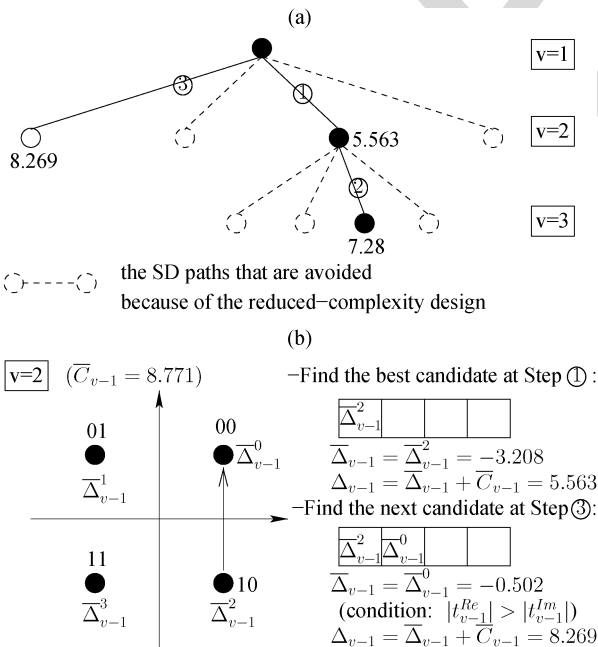 (a)
③ ① v=1
8.269 5.563 v=2
② v=3
7.28
the SD paths that are avoided
because of the reduced−complexity design
(b)
v=2 (C̅_{v−1} = 8.771)
01 00
Δ̅^1_{v−1} Δ̅^0_{v−1}
11 10
Δ̅^3_{v−1} Δ̅^2_{v−1}
−Find the best candidate at Step ① :
Δ̅^2_{v−1}
Δ̅_{v−1} = Δ̅^2_{v−1} = −3.208
Δ_{v−1} = Δ̅_{v−1} + C̅_{v−1} = 5.563
−Find the next candidate at Step ③:
Δ̅^2_{v−1} Δ̅^0_{v−1}
Δ̅_{v−1} = Δ̅^0_{v−1} = −0.502
(condition: |t^{Re}_{v−1}| > |t^{Im}_{v−1}|)
Δ_{v−1} = Δ̅_{v−1} + C̅_{v−1} = 8.269